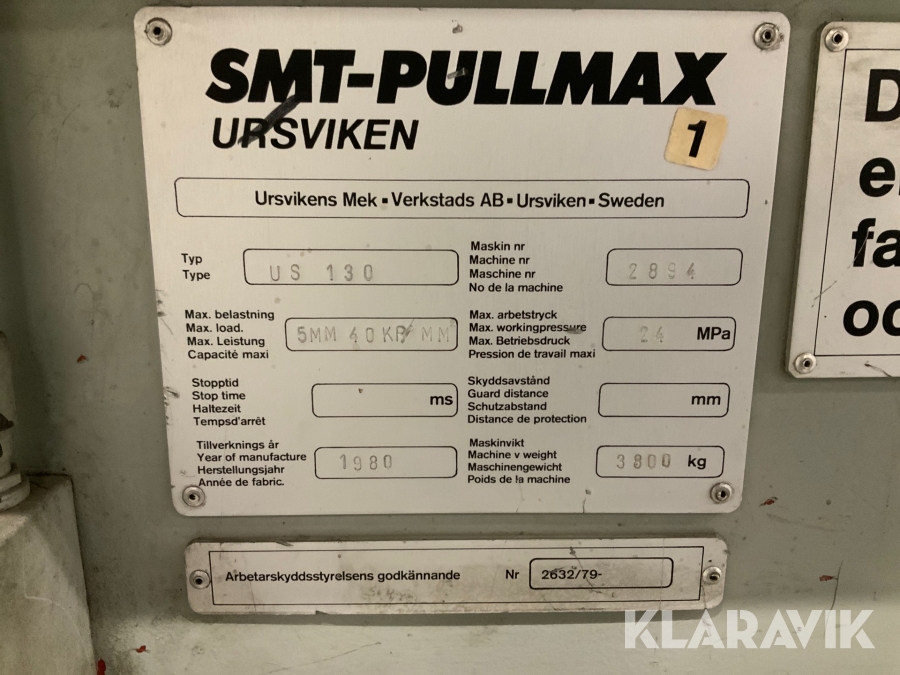 SMT-PULLMAX
URSVIKEN
1
Ursvikens Mek ▪ Verkstads AB ▪ Ursviken ▪ Sweden
Typ
Type
US 130
Maskin nr
Machine nr
Maschine nr
No de la machine
2894
Max. belastning
Max. load.
Max. Leistung
Capacité maxi
5MM 40KP/MM
Max. arbetstryck
Max. workingpressure
Max. Betriebsdruck
Pression de travail maxi
24 MPa
Stopptid
Stop time
Haltezeit
Tempsd'arrêt
ms
Skyddsavstånd
Guard distance
Schutzabstand
Distance de protection
mm
Tillverknings år
Year of manufacture
Herstellungsjahr
Année de fabric.
1980
Maskinvikt
Machine v weight
Maschinengewicht
Poids de la machine
3800 kg
Arbetarskyddsstyrelsens godkännande Nr 2632/79-
KLARAVIK